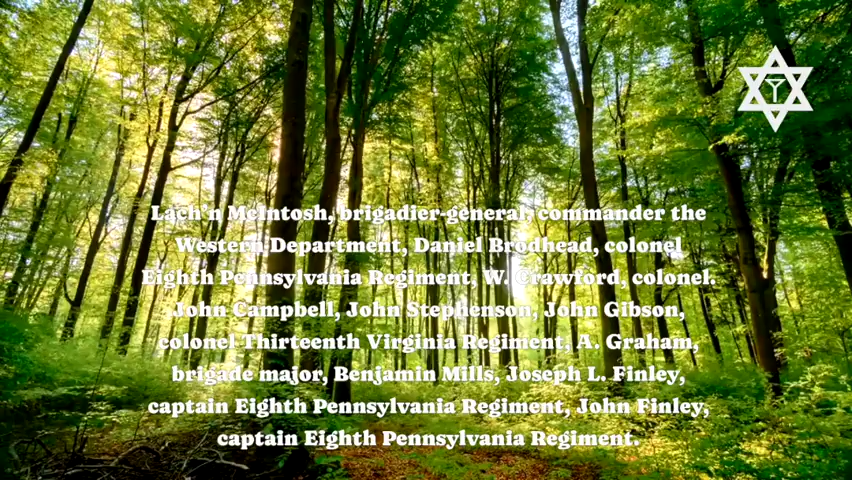 Lach'n McIntosh, brigadier-general, commander the
Western Department, Daniel Brodhead, colonel
Eighth Pennsylvania Regiment, W. Crawford, colonel.
John Campbell, John Stephenson, John Gibson,
colonel Thirteenth Virginia Regiment, A. Graham,
brigade major, Benjamin Mills, Joseph L. Finley,
captain Eighth Pennsylvania Regiment, John Finley,
captain Eighth Pennsylvania Regiment.